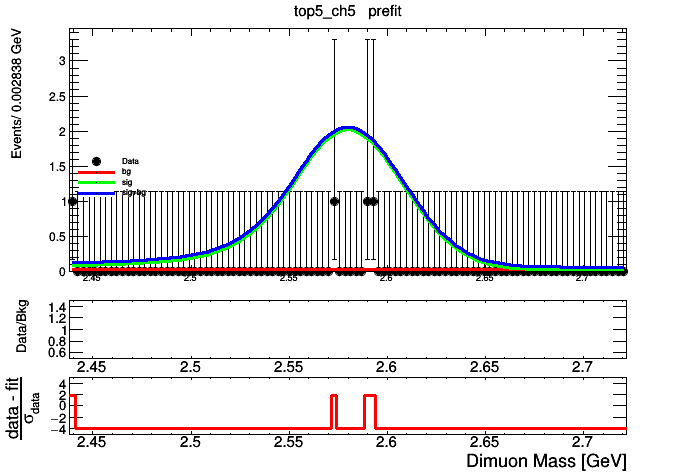 top5_ch5 prefit
Events/ 0.002838 GeV
3
2.5
2
1.5
1
0.5
0
Data
bg
sig
sig+bg
2.45 2.5 2.55 2.6 2.65 2.7
Data/Bkg
1.4
1.2
1
0.8
0.6
2.45 2.5 2.55 2.6 2.65 2.7
data - fit
σdata
4
2
0
−2
−4
2.45 2.5 2.55 2.6 2.65 2.7
Dimuon Mass [GeV]